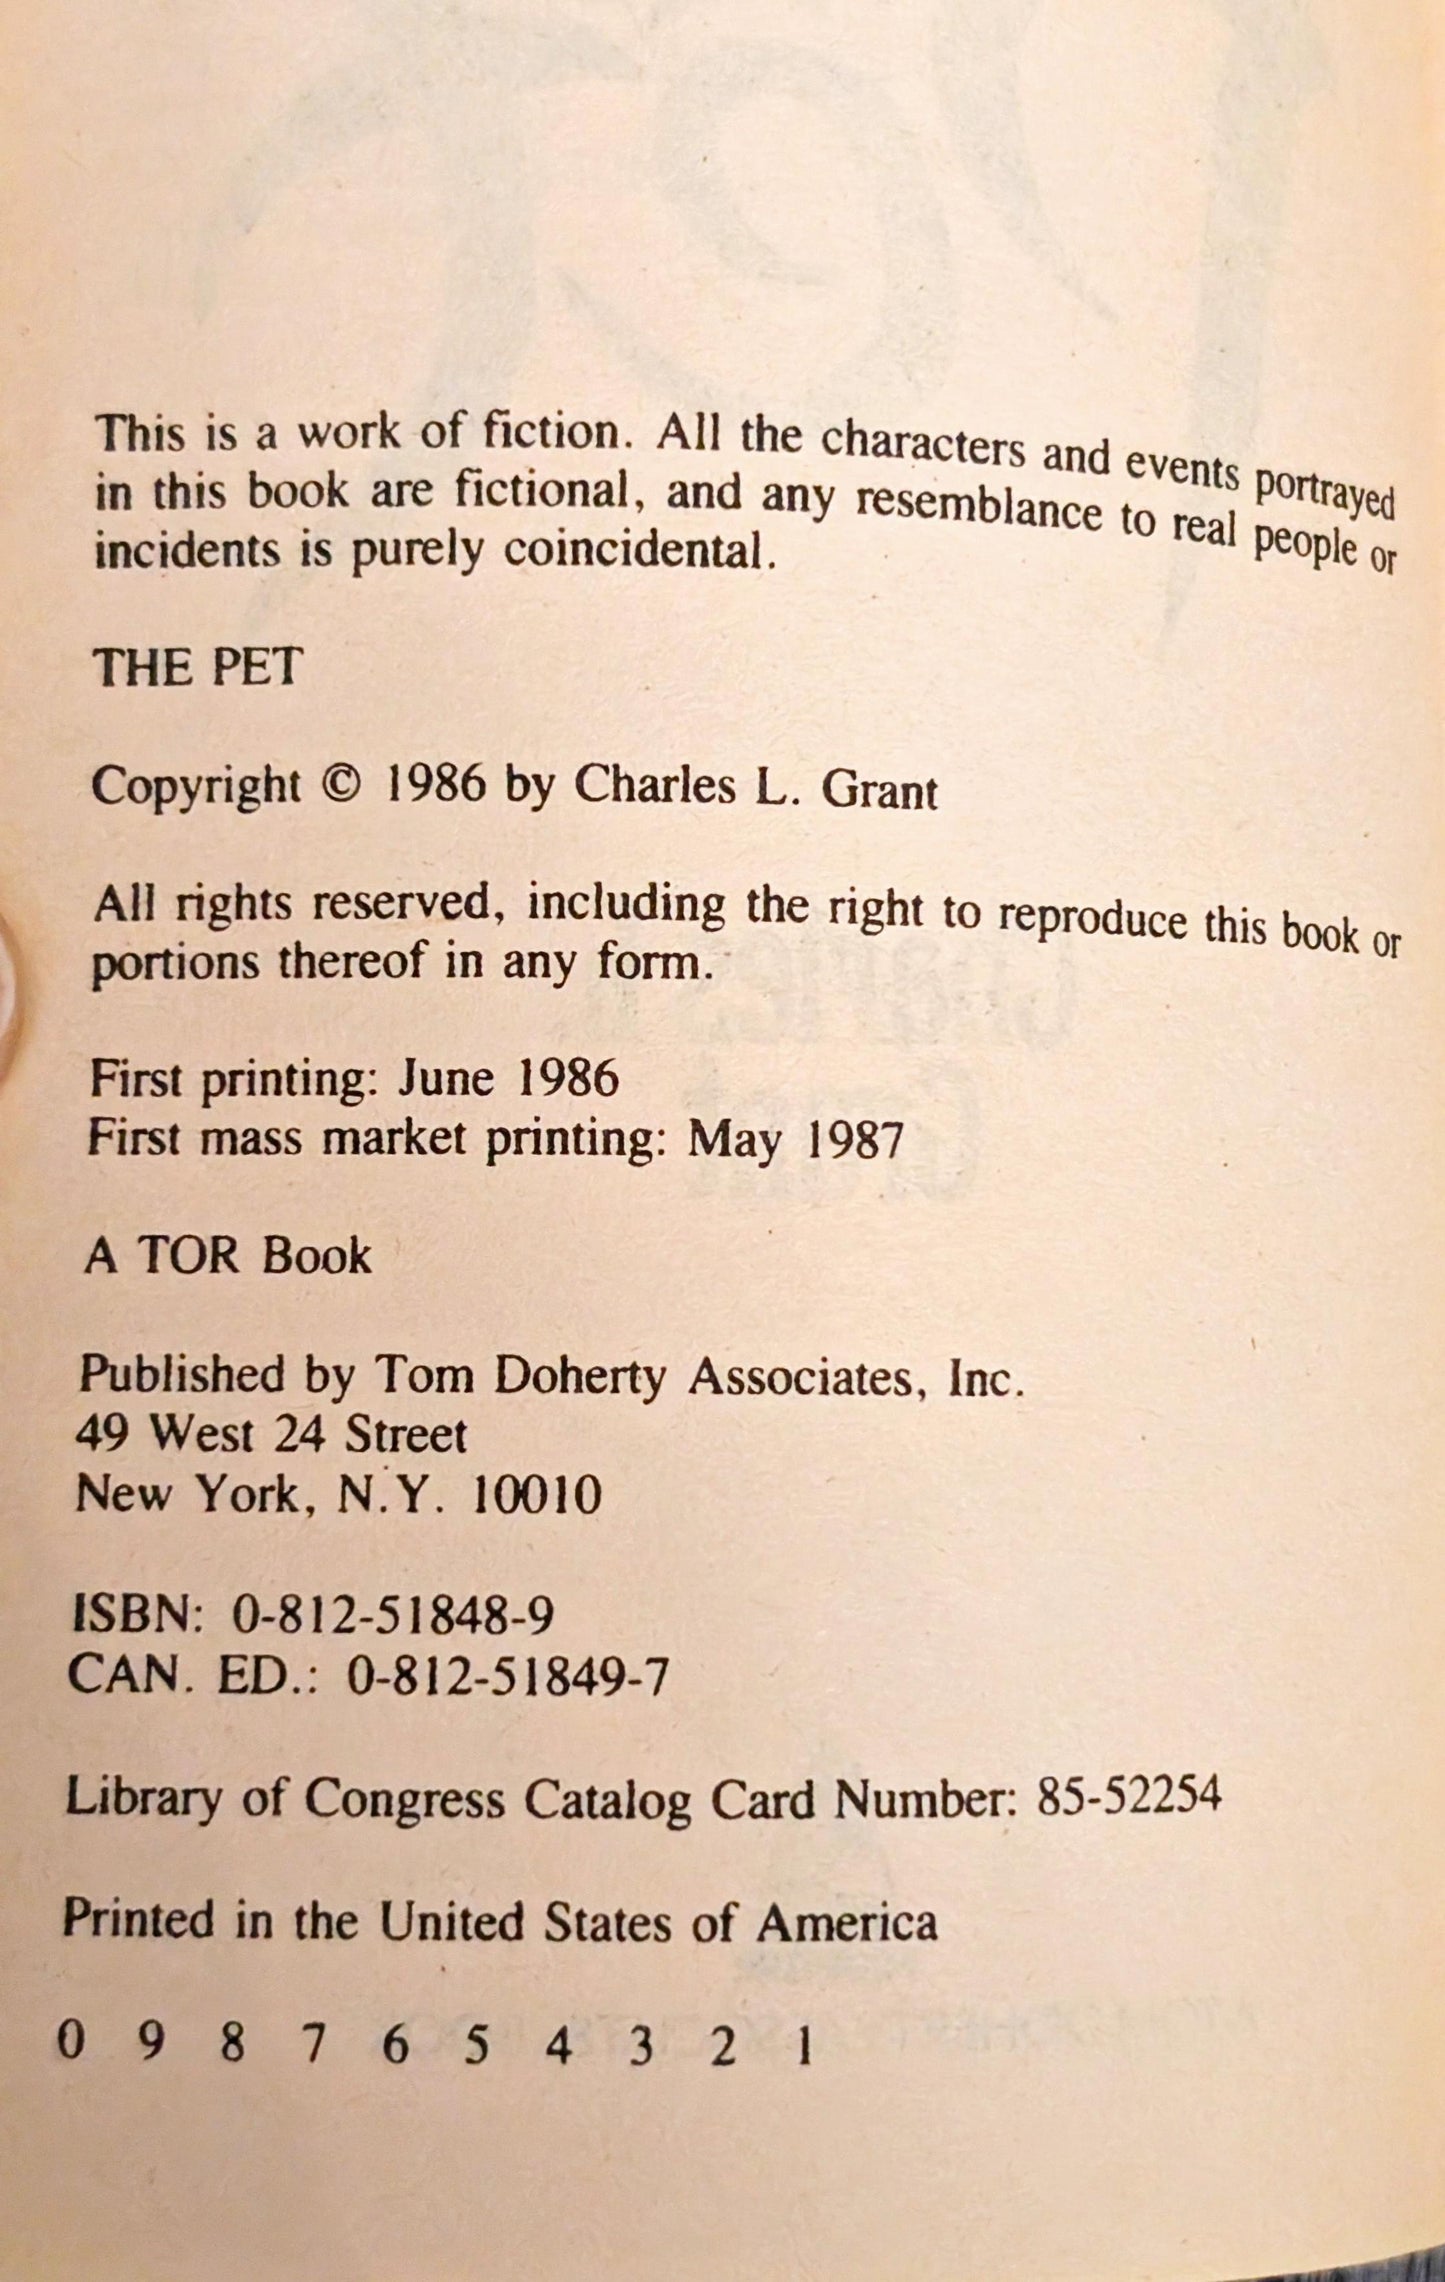 This is a work of fiction. All the characters and events portrayed
in this book are fictional, and any resemblance to real people or
incidents is purely coincidental.
THE PET
Copyright © 1986 by Charles L. Grant
All rights reserved, including the right to reproduce this book or
portions thereof in any form.
First printing: June 1986
First mass market printing: May 1987
A TOR Book
Published by Tom Doherty Associates, Inc.
49 West 24 Street
New York, N.Y. 10010
ISBN: 0-812-51848-9
CAN. ED.: 0-812-51849-7
Library of Congress Catalog Card Number: 85-52254
Printed in the United States of America
0 9 8 7 6 5 4 3 2 1